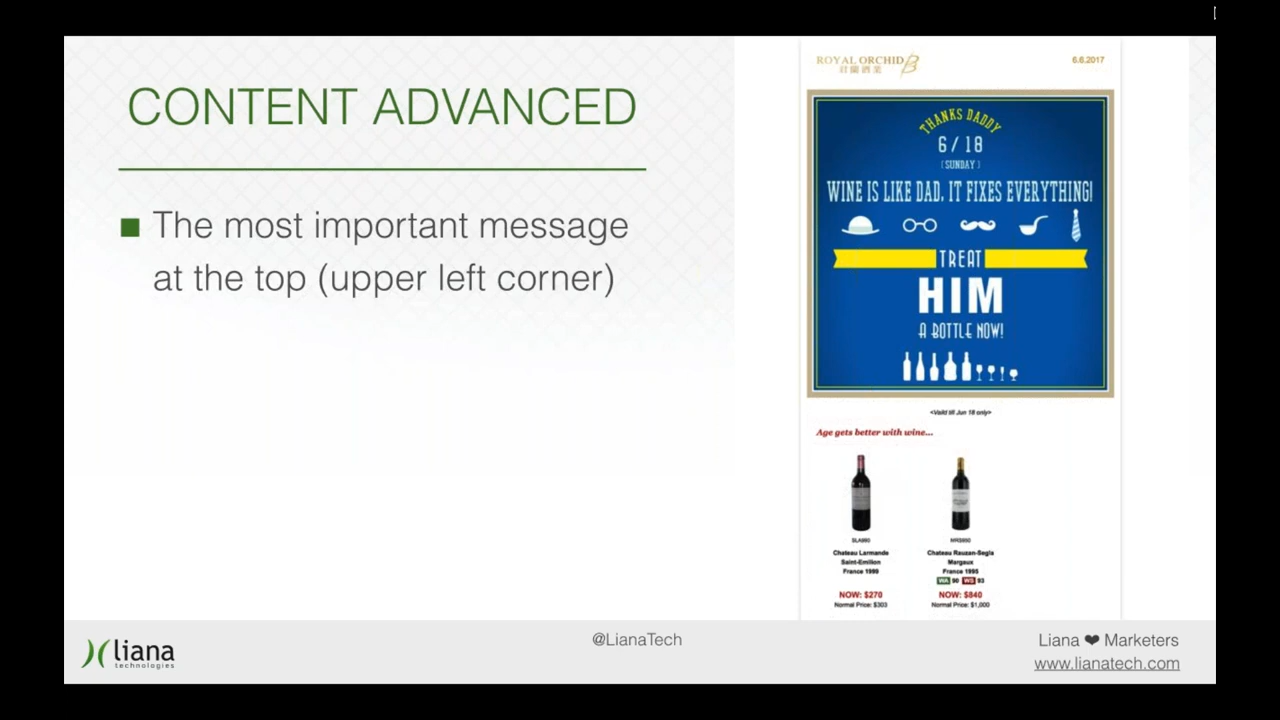 CONTENT ADVANCED
The most important message
at the top (upper left corner)
ROYAL ORCHID
君蘭酒業
6.6.2017
THANKS DADDY
6/18
(SUNDAY)
WINE IS LIKE DAD, IT FIXES EVERYTHING!
TREAT
HIM
A BOTTLE NOW!
<Valid till Jun 18 only>
Age gets better with wine...
Chateau Larmande
Saint-Emilion
France 1999
NOW: $270
Normal Price: $303
Chateau Rauzan-Segla
Margaux
France 1995
WA 90 WS 93
NOW: $840
Normal Price: $1,000
liana
technologies
@LianaTech
Liana ❤ Marketers
www.lianatech.com